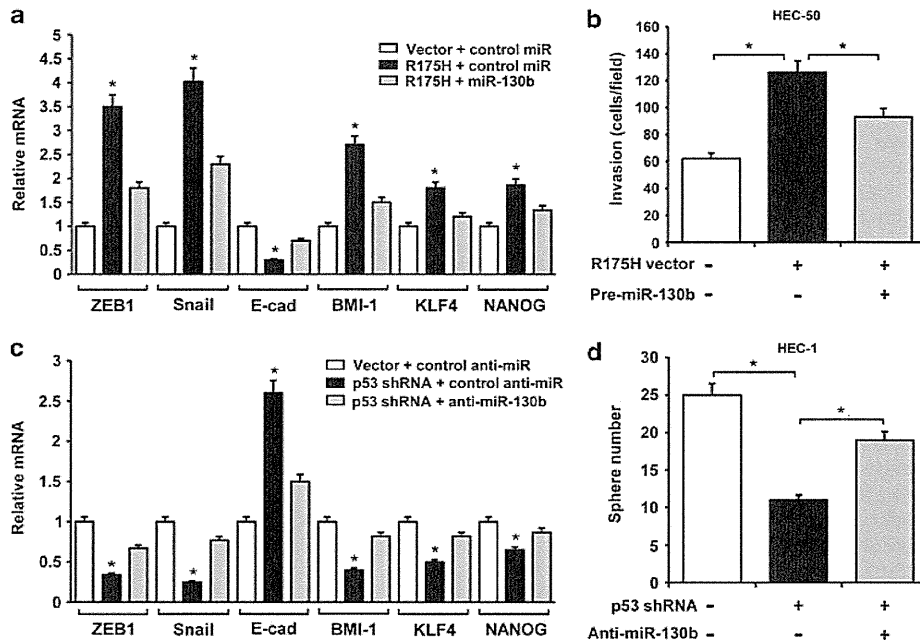 a
5
4.5
4
3.5
3
2.5
2
1.5
1
0.5
0
Relative mRNA
Vector + control miR
R175H + control miR
R175H + miR-130b
* * * * * *
ZEB1 Snail E-cad BMI-1 KLF4 NANOG
b
HEC-50
160
140
120
100
80
60
40
20
0
Invasion (cells/field)
* *
R175H vector - + +
Pre-miR-130b - - +
c
3
2.5
2
1.5
1
0.5
0
Relative mRNA
Vector + control anti-miR
p53 shRNA + control anti-miR
p53 shRNA + anti-miR-130b
* * * * * *
ZEB1 Snail E-cad BMI-1 KLF4 NANOG
d
HEC-1
30
25
20
15
10
5
0
Sphere number
* *
p53 shRNA - + +
Anti-miR-130b - - +